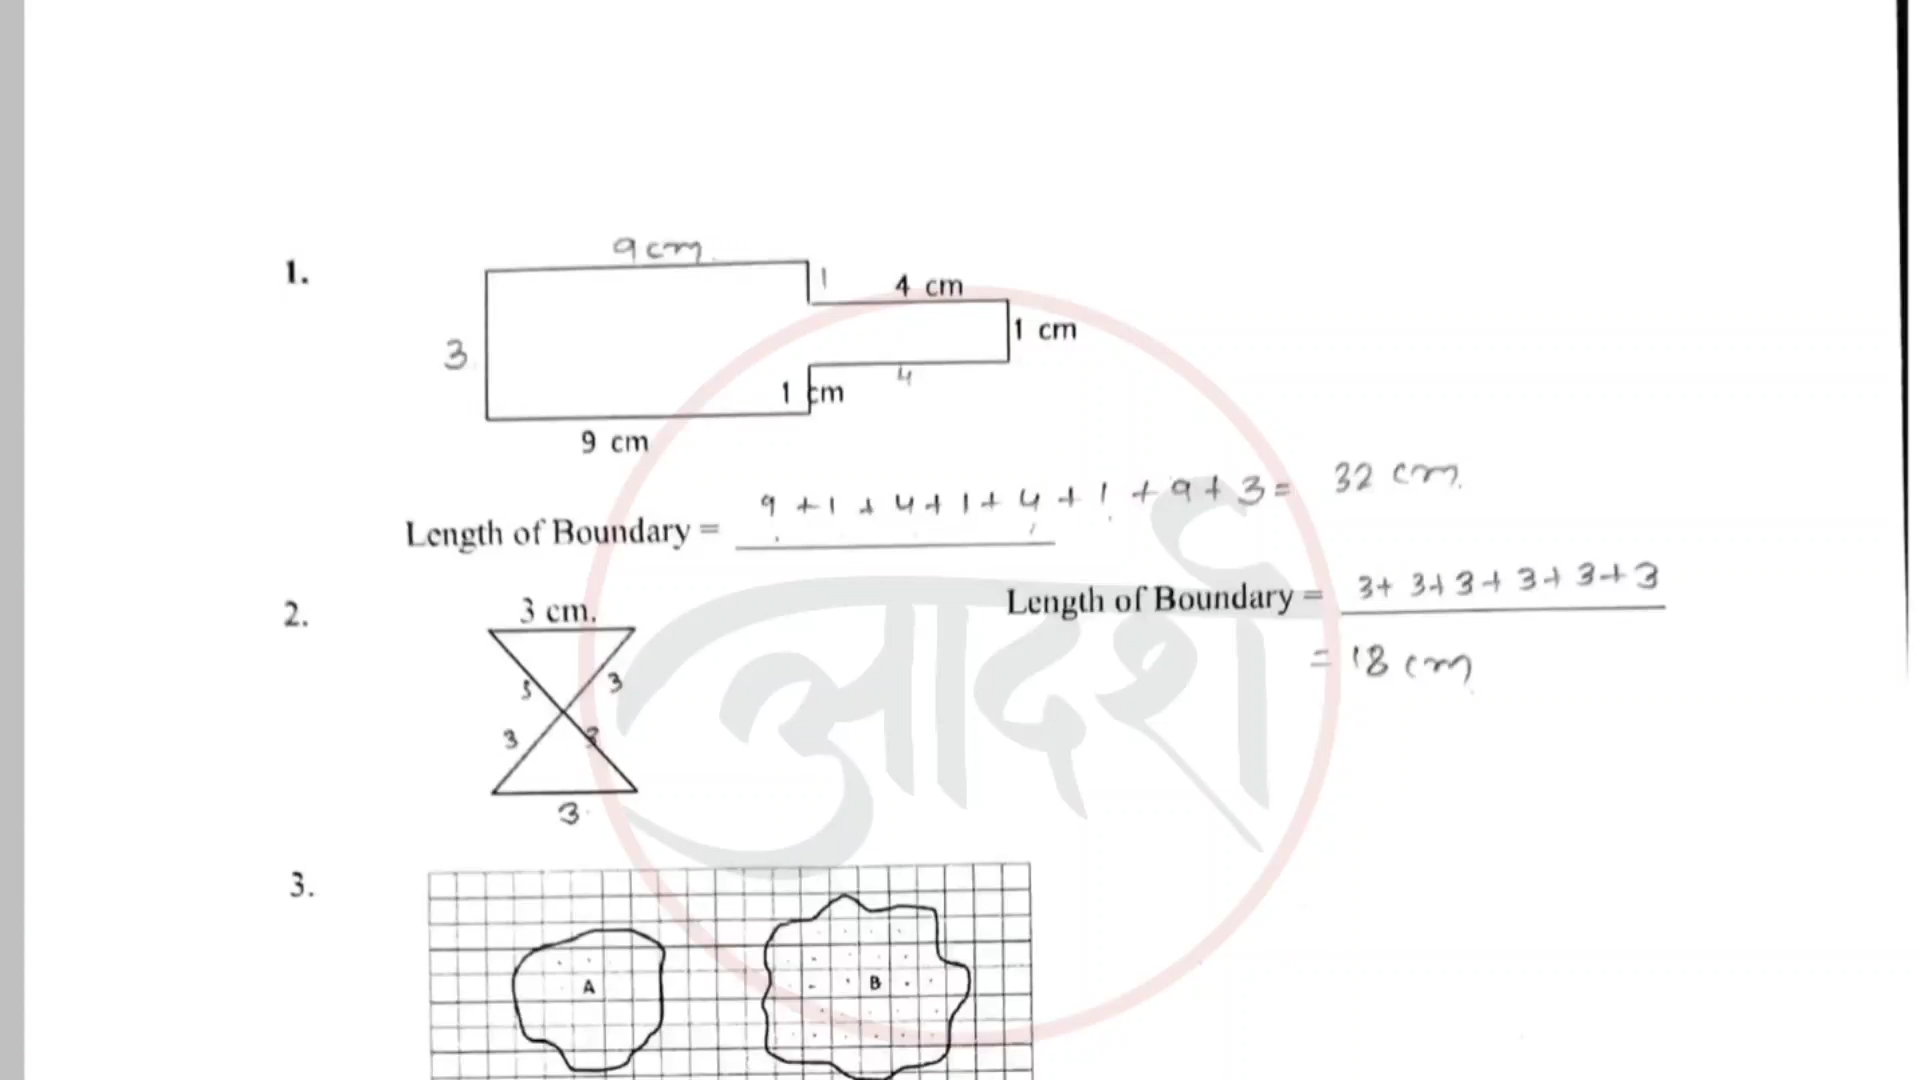 1.
9cm
1
4 cm
3
1 cm
4
1 cm
9 cm
Length of Boundary = 9+1+4+1+4+1+9+3= 32 cm
2.
3 cm.
Length of Boundary = 3+3+3+3+3+3
= 18 cm
3 3
3 3
3
3.
A B
आदर्श